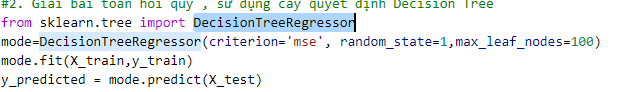 #2. Giải bài toán hồi quy , sử dụng cây quyết định Decision Tree
from sklearn.tree import DecisionTreeRegressor
mode=DecisionTreeRegressor(criterion='mse', random_state=1,max_leaf_nodes=100)
mode.fit(X_train,y_train)
y_predicted = mode.predict(X_test)